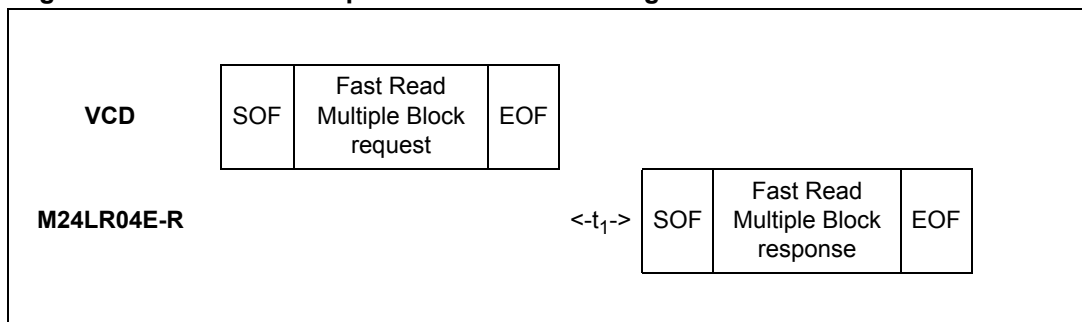 VCD
SOF
Fast Read
Multiple Block
request
EOF
M24LR04E-R
<-t1->
SOF
Fast Read
Multiple Block
response
EOF